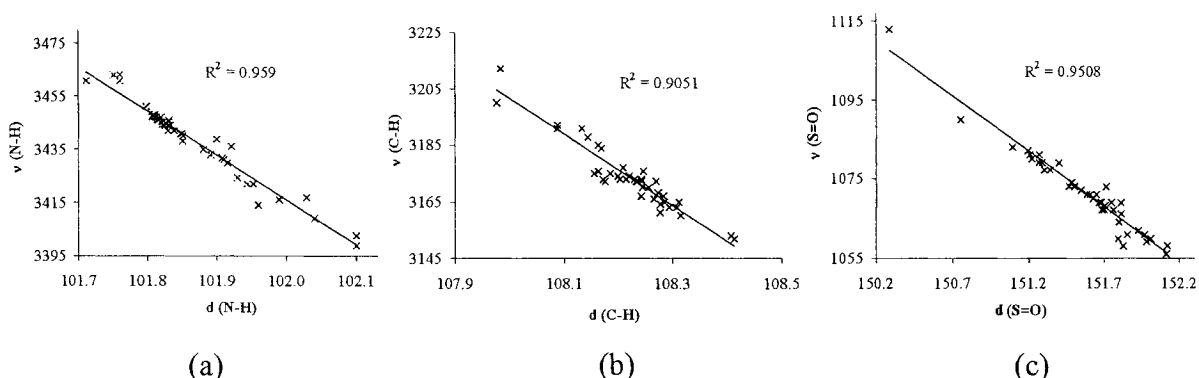 3475
3455
3435
3415
3395
ν (N-H)
R² = 0.959
101.7 101.8 101.9 102.0 102.1
d (N-H)
(a)
3225
3205
3185
3165
3145
ν (C-H)
R² = 0.9051
107.9 108.1 108.3 108.5
d (C-H)
(b)
1115
1095
1075
1055
ν (S=O)
R² = 0.9508
150.2 150.7 151.2 151.7 152.2
d (S=O)
(c)